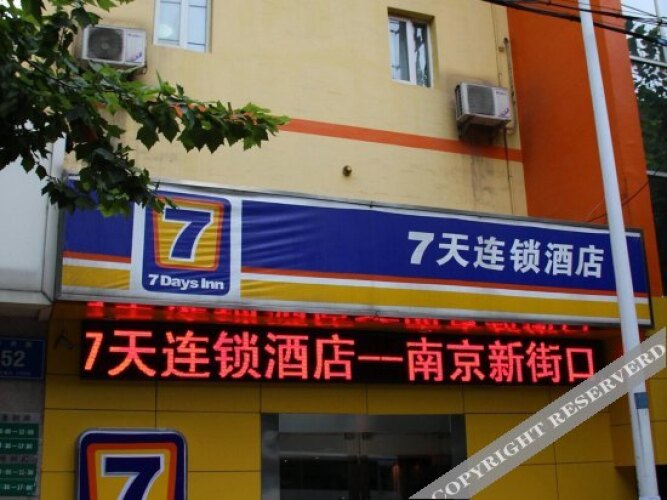 7
7 Days Inn
7天连锁酒店
7天连锁酒店--南京新街口
52
7
COPYRIGHT RESERVED